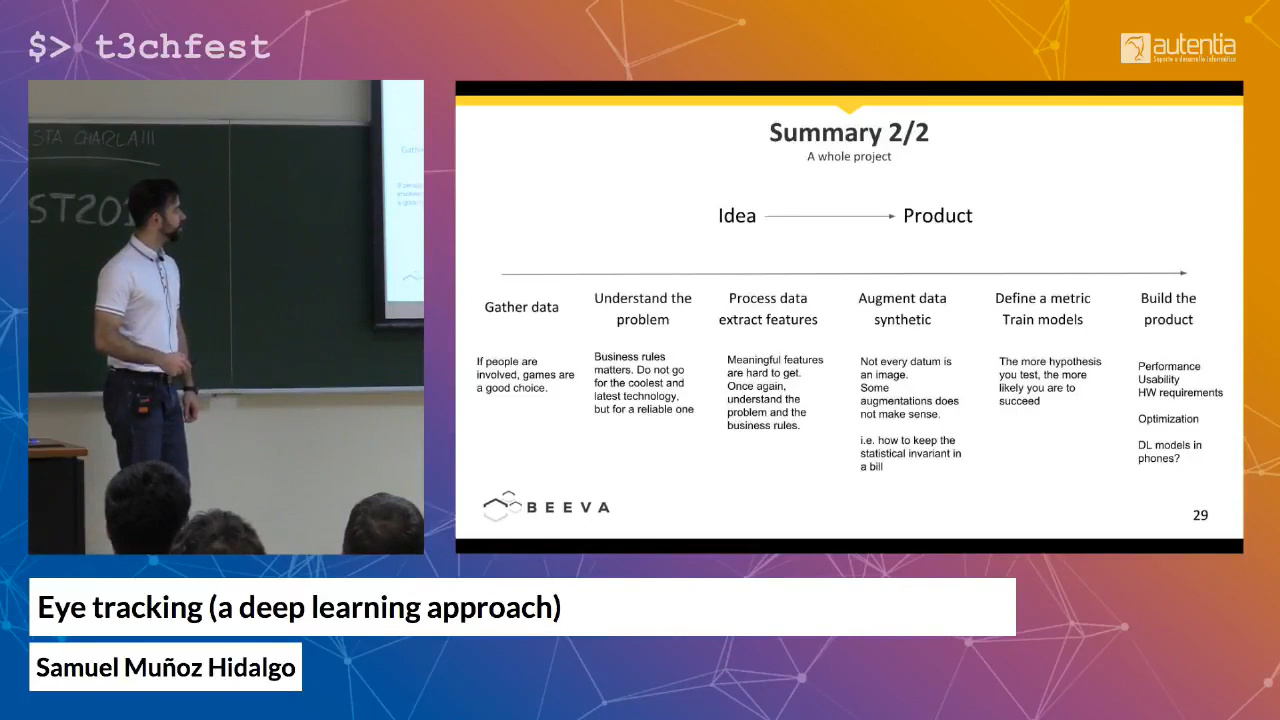 $> t3chfest
autentia
Soporte a desarrollo informático
STA CHARLA!!!
ST201
Summary 2/2
A whole project
Idea
Product
Gather data
If people are
involved, games are
a good choice.
Understand the
problem
Business rules
matters. Do not go
for the coolest and
latest technology,
but for a reliable one
Process data
extract features
Meaningful features
are hard to get.
Once again,
understand the
problem and the
business rules.
Augment data
synthetic
Not every datum is
an image.
Some
augmentations does
not make sense.
i.e. how to keep the
statistical invariant in
a bill
Define a metric
Train models
The more hypothesis
you test, the more
likely you are to
succeed
Build the
product
Performance
Usability
HW requirements
Optimization
DL models in
phones?
BEEVA
29
Eye tracking (a deep learning approach)
Samuel Muñoz Hidalgo